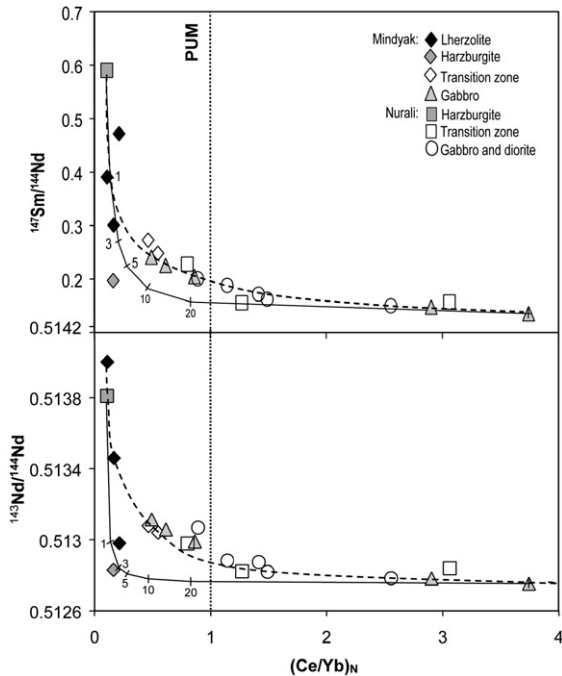 PUM
Mindyak: Lherzolite
Harzburgite
Transition zone
Gabbro
Nurali: Harzburgite
Transition zone
Gabbro and diorite
0.6
0.5
0.4
0.3
0.2
0.5142
147Sm/144Nd
1
3
5
10
20
0.5138
0.5134
0.513
0.5126
143Nd/144Nd
1
3
5
10
20
0
1
2
3
4
(Ce/Yb)N